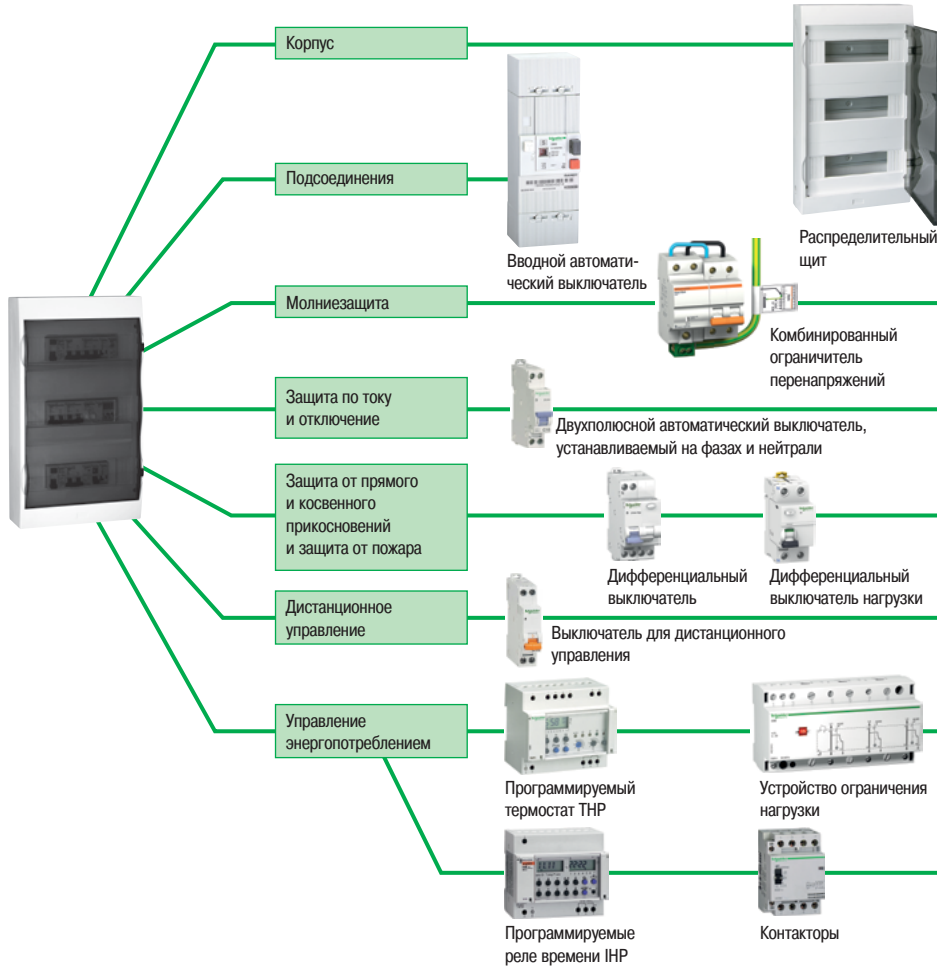 Корпус
Подсоединения
Вводной автомати-
ческий выключатель
Распределительный
щит
Молниезащита
Комбинированный
ограничитель
перенапряжений
Защита по току
и отключение
Двухполюсной автоматический выключатель,
устанавливаемый на фазах и нейтрали
Защита от прямого
и косвенного
прикосновений
и защита от пожара
Дифференциальный
выключатель
Дифференциальный
выключатель нагрузки
Дистанционное
управление
Выключатель для дистанционного
управления
Управление
энергопотреблением
Программируемый
термостат THP
Устройство ограничения
нагрузки
Программируемые
реле времени IHP
Контакторы